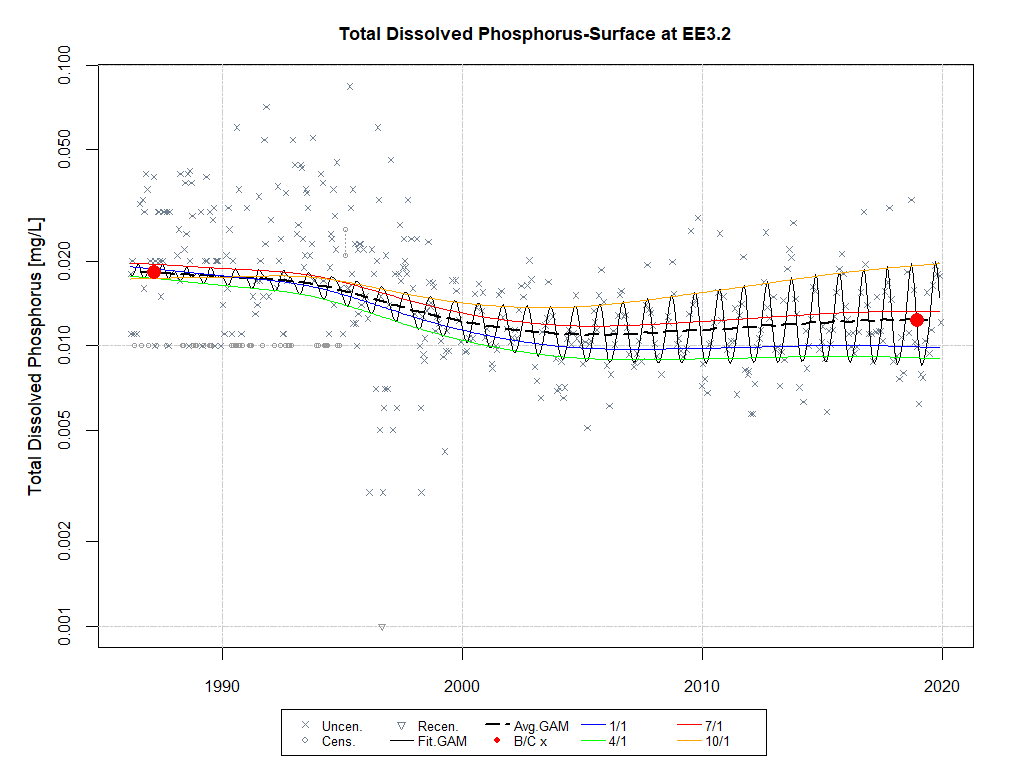 Total Dissolved Phosphorus-Surface at EE3.2
Total Dissolved Phosphorus [mg/L]
0.100
0.050
0.020
0.010
0.005
0.002
0.001
1990 2000 2010 2020
Uncen. Recen. Avg.GAM 1/1 7/1
Cens. Fit.GAM B/C x 4/1 10/1